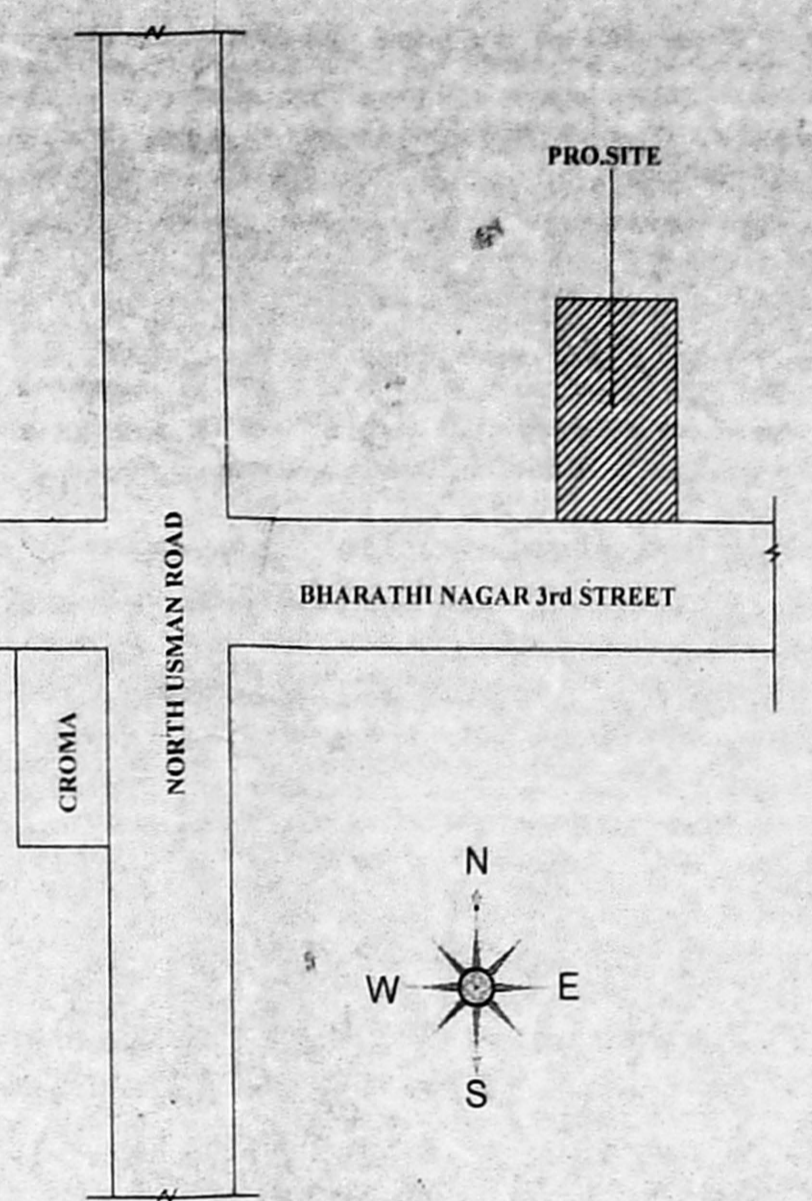 PRO.SITE
BHARATHI NAGAR 3rd STREET
NORTH USMAN ROAD
CROMA
N
W
E
S